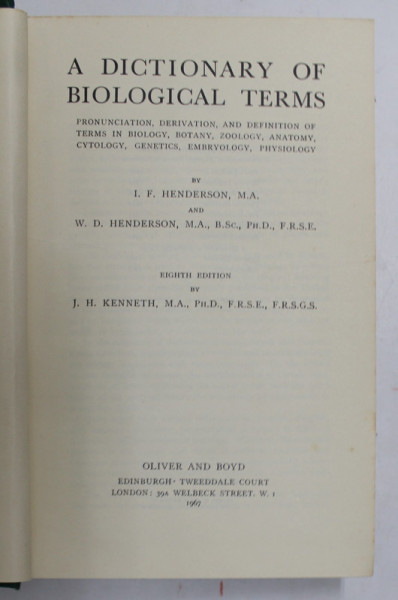 A DICTIONARY OF
BIOLOGICAL TERMS
PRONUNCIATION, DERIVATION, AND DEFINITION OF
TERMS IN BIOLOGY, BOTANY, ZOOLOGY, ANATOMY,
CYTOLOGY, GENETICS, EMBRYOLOGY, PHYSIOLOGY
BY
I. F. HENDERSON, M.A.
AND
W. D. HENDERSON, M.A., B.Sc., Ph.D., F.R.S.E.
EIGHTH EDITION
BY
J. H. KENNETH, M.A., Ph.D., F.R.S.E., F.R.S.G.S.
OLIVER AND BOYD
EDINBURGH · TWEEDDALE COURT
LONDON: 39A WELBECK STREET, W. 1
1967